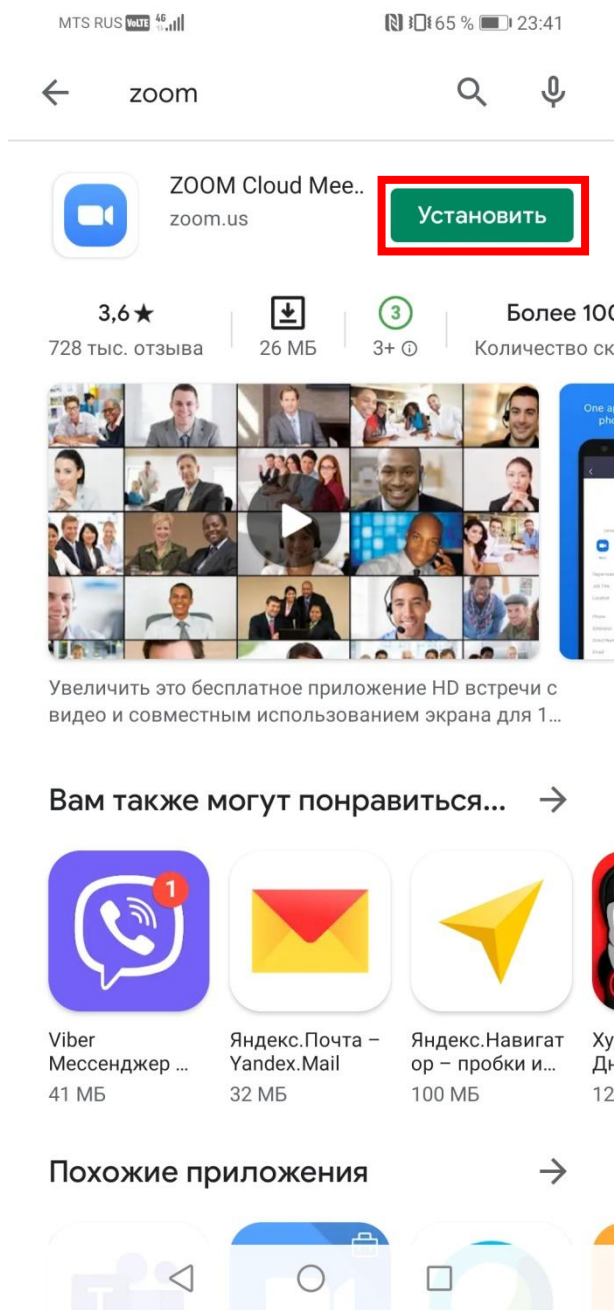 MTS RUS VoLTE 4G 65 % 23:41
zoom
ZOOM Cloud Mee..
zoom.us
Установить
3,6★
728 тыс. отзыва
26 МБ
3
3+
Более 100
Количество ск
One a
pho
Увеличить это бесплатное приложение HD встречи с
видео и совместным использованием экрана для 1...
Вам также могут понравиться...
1
Viber
Мессенджер ...
41 МБ
Яндекс.Почта –
Yandex.Mail
32 МБ
Яндекс.Навигат
ор – пробки и...
100 МБ
Ху
Дн
12
Похожие приложения